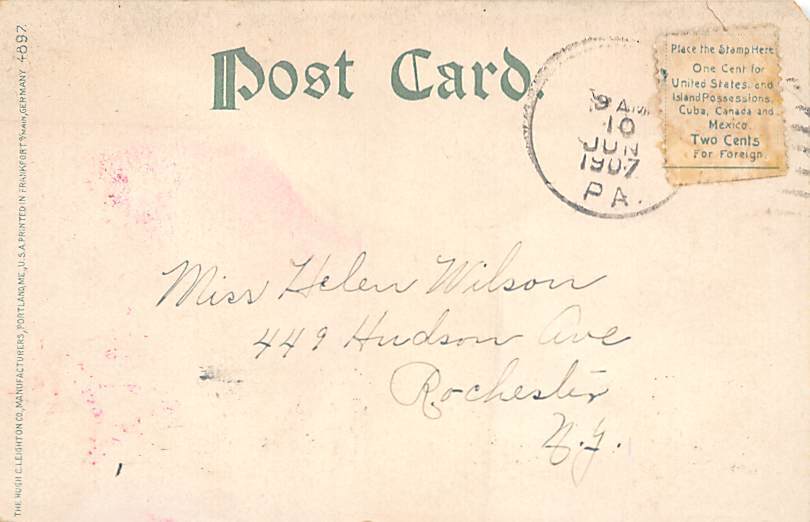 Post Card.
9 AM
10
JUN
1907
PA.
Place the Stamp Here
One Cent for
United States, and
Island Possessions,
Cuba, Canada and
Mexico.
Two Cents
For Foreign.
Miss Helen Wilson
449 Hudson Ave
Rochester
N.Y.
THE HUGH C. LEIGHTON CO., MANUFACTURERS, PORTLAND, ME., U.S.A. PRINTED IN FRANKFORT o/MAIN, GERMANY 4897